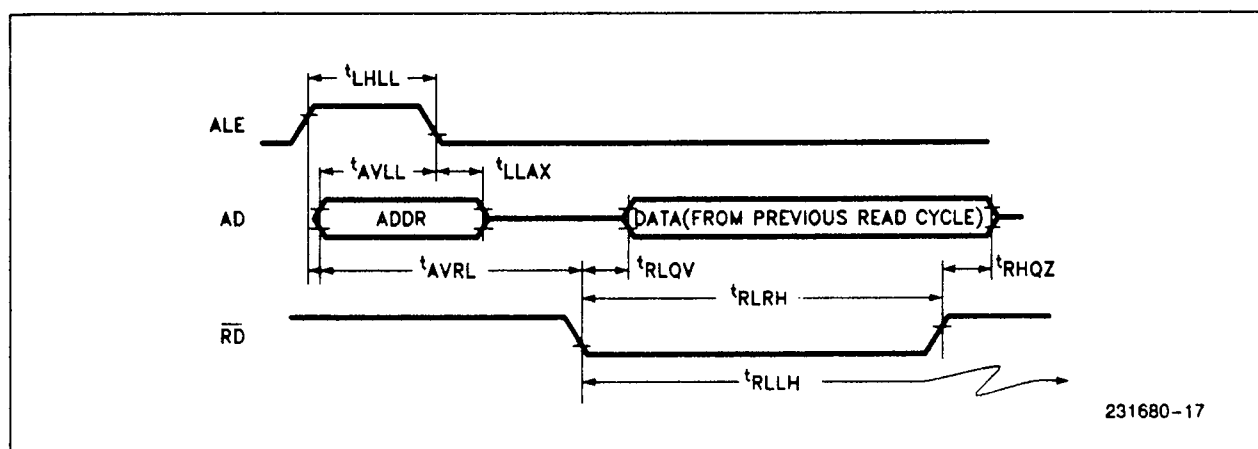 tLHLL
ALE
tAVLL tLLAX
AD ADDR DATA(FROM PREVIOUS READ CYCLE)
tAVRL tRLQV tRHQZ
tRLRH
RD
tRLLH
231680-17